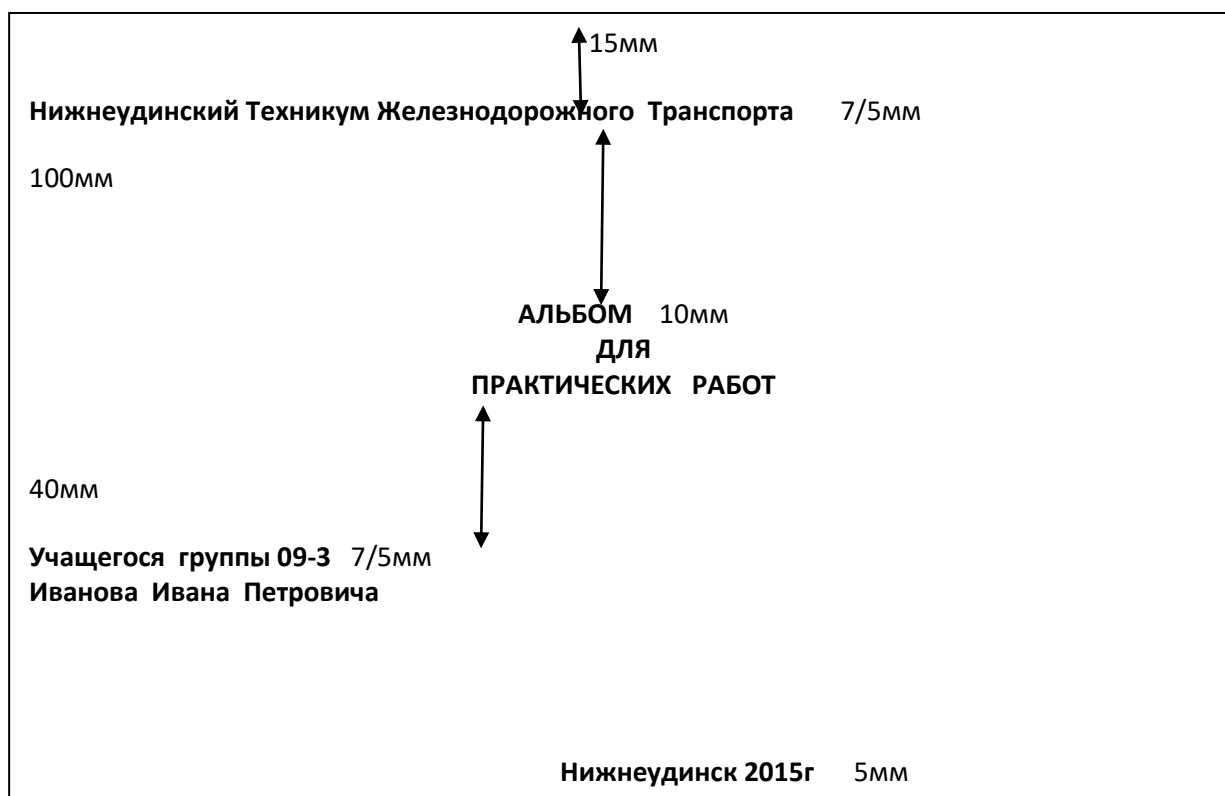 15мм
Нижнеудинский Техникум Железнодорожного Транспорта 7/5мм
100мм
АЛЬБОМ 10мм
ДЛЯ
ПРАКТИЧЕСКИХ РАБОТ
40мм
Учащегося группы 09-3 7/5мм
Иванова Ивана Петровича
Нижнеудинск 2015г 5мм